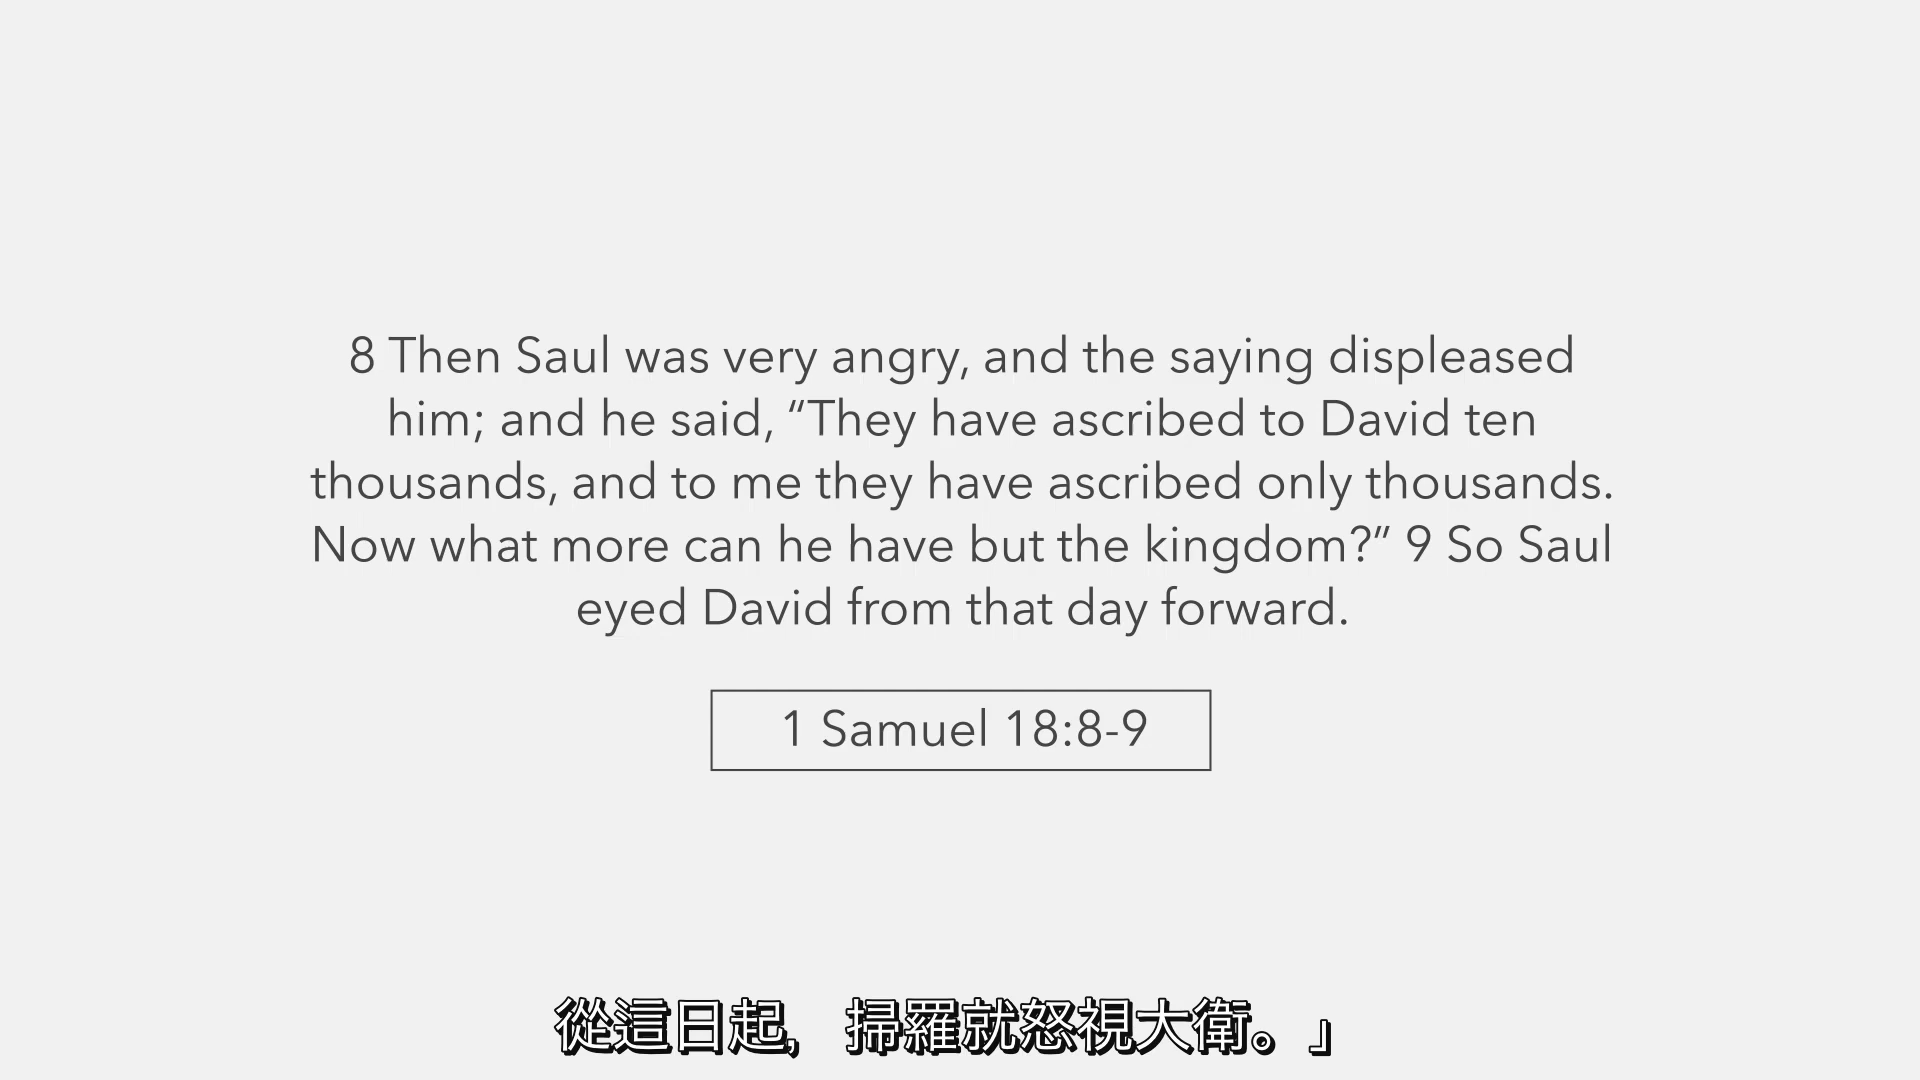 8 Then Saul was very angry, and the saying displeased
him; and he said, “They have ascribed to David ten
thousands, and to me they have ascribed only thousands.
Now what more can he have but the kingdom?” 9 So Saul
eyed David from that day forward.
1 Samuel 18:8-9
從這日起，掃羅就怒視大衛。」